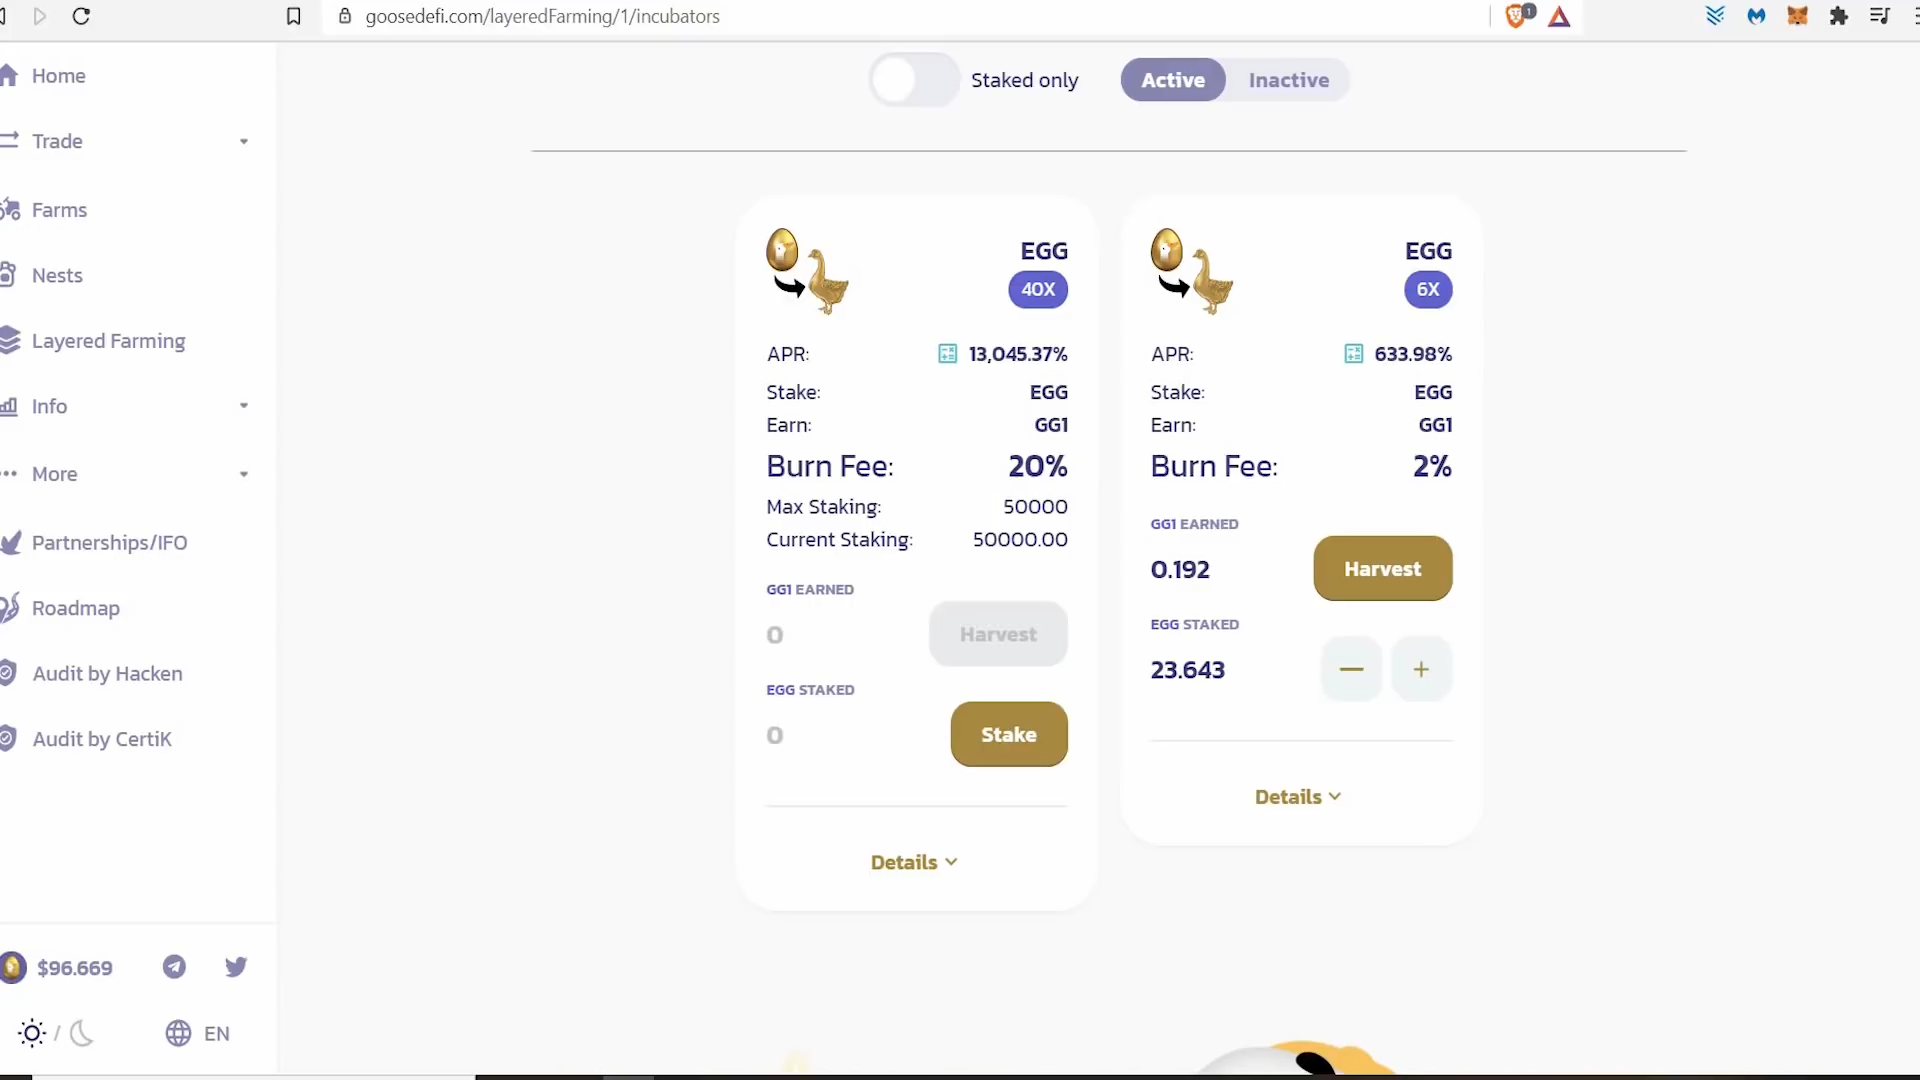 goosedefi.com/layeredFarming/1/incubators
1
Home
Trade
Farms
Nests
Layered Farming
Info
More
Partnerships/IFO
Roadmap
Audit by Hacken
Audit by CertiK
$96.669
/
EN
Staked only
Active
Inactive
EGG
40X
APR: 13,045.37%
Stake: EGG
Earn: GG1
Burn Fee: 20%
Max Staking: 50000
Current Staking: 50000.00
GG1 EARNED
0
Harvest
EGG STAKED
0
Stake
Details
EGG
6X
APR: 633.98%
Stake: EGG
Earn: GG1
Burn Fee: 2%
GG1 EARNED
0.192
Harvest
EGG STAKED
23.643
— +
Details